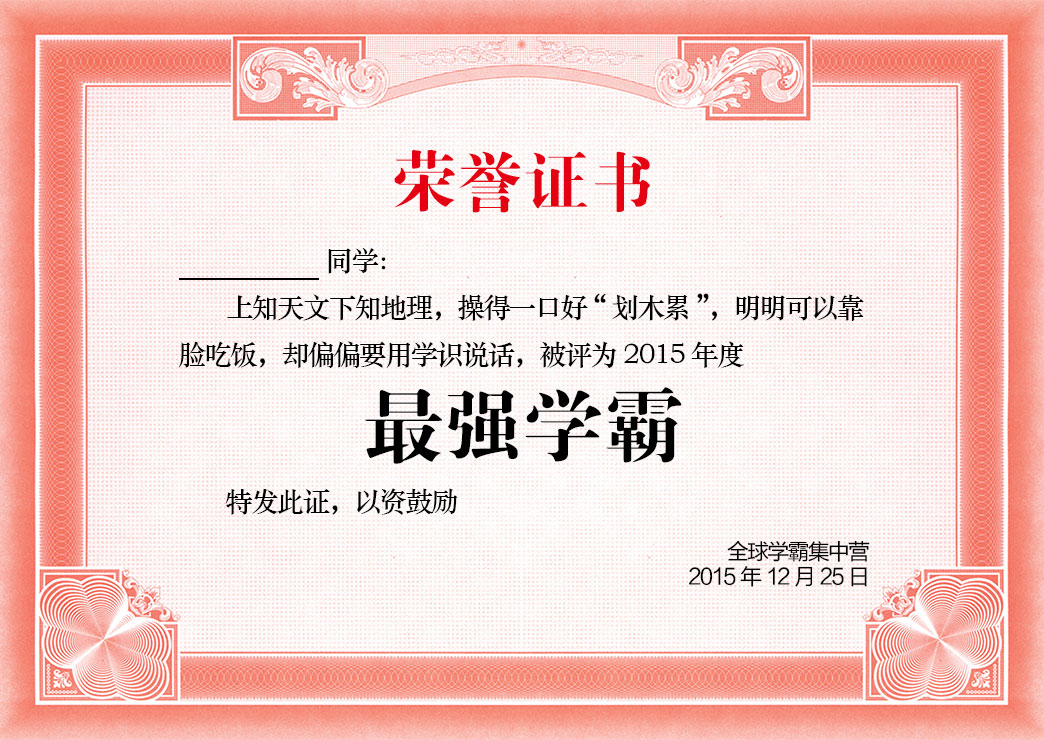 荣誉证书
同学:
上知天文下知地理，操得一口好“划木累”，明明可以靠
脸吃饭，却偏偏要用学识说话，被评为 2015 年度
最强学霸
特发此证，以资鼓励
全球学霸集中营
2015 年 12 月 25 日